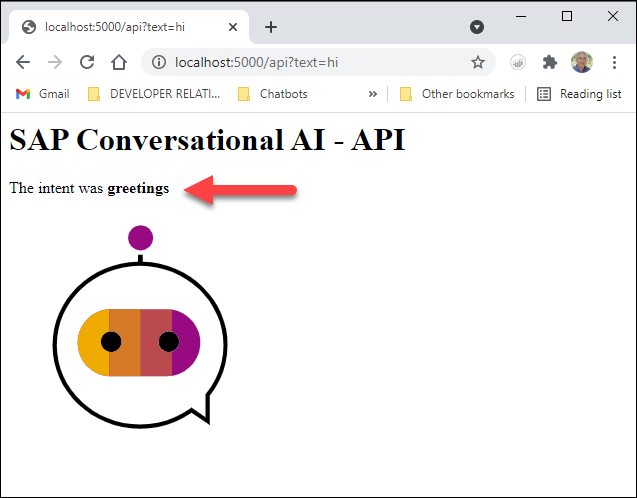 localhost:5000/api?text=hi
localhost:5000/api?text=hi
Gmail DEVELOPER RELATI... Chatbots » Other bookmarks Reading list
SAP Conversational AI - API
The intent was greetings